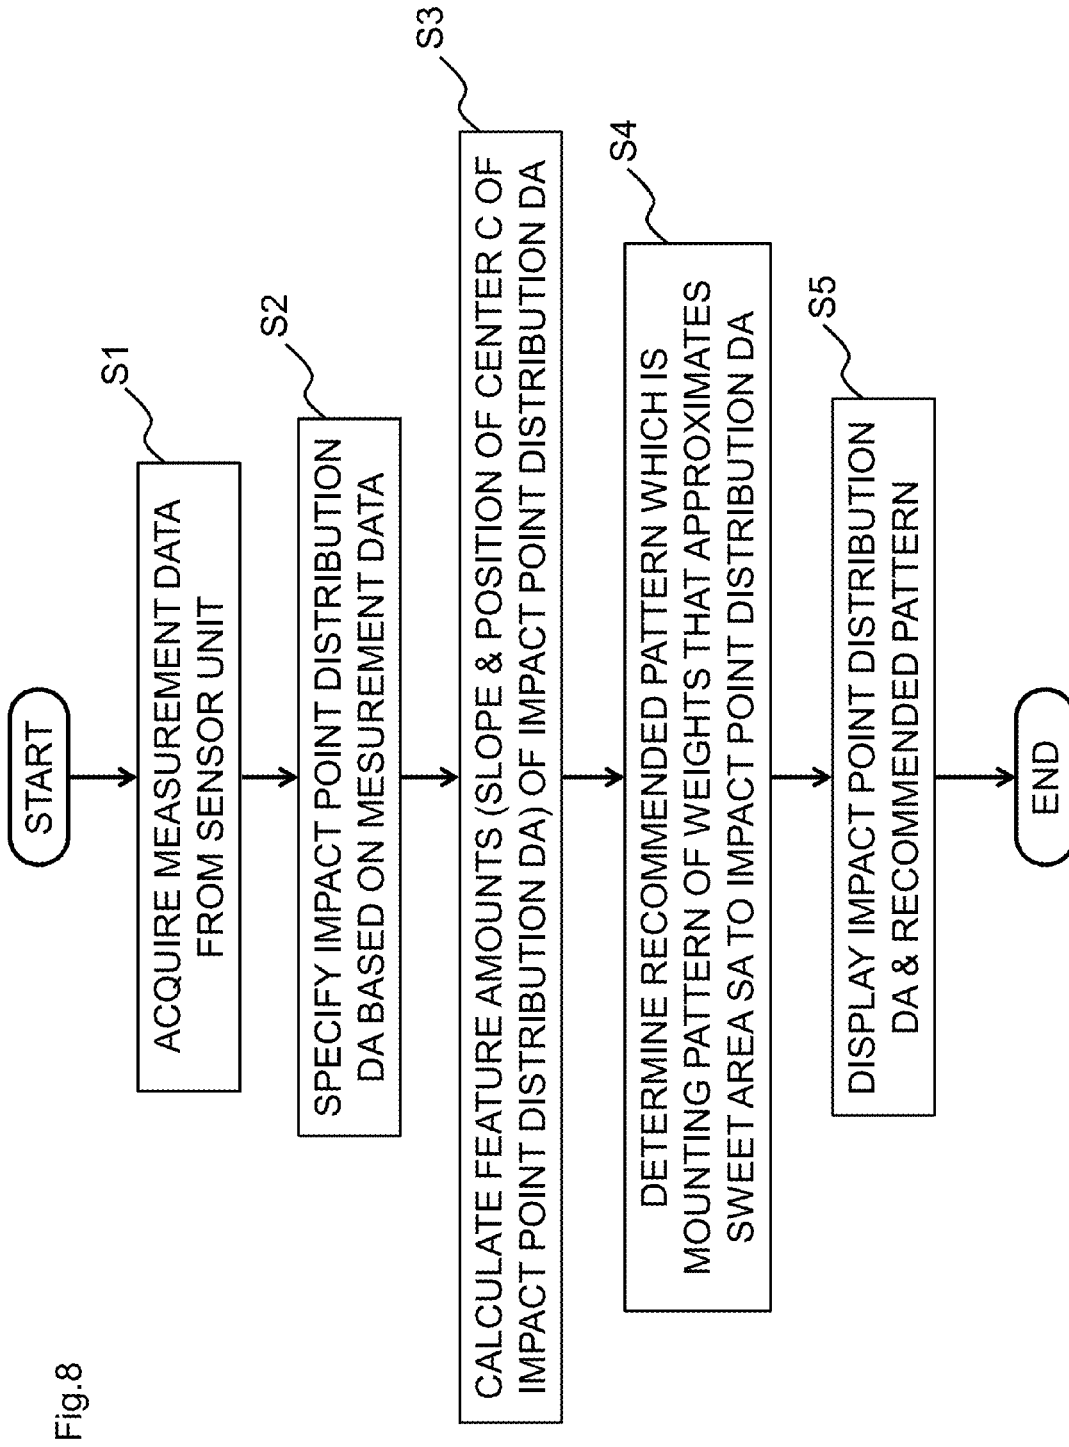 Fig.8
START
S1
ACQUIRE MEASUREMENT DATA
FROM SENSOR UNIT
S2
SPECIFY IMPACT POINT DISTRIBUTION
DA BASED ON MESUREMENT DATA
S3
CALCULATE FEATURE AMOUNTS (SLOPE & POSITION OF CENTER C OF
IMPACT POINT DISTRIBUTION DA) OF IMPACT POINT DISTRIBUTION DA
S4
DETERMINE RECOMMENDED PATTERN WHICH IS
MOUNTING PATTERN OF WEIGHTS THAT APPROXIMATES
SWEET AREA SA TO IMPACT POINT DISTRIBUTION DA
S5
DISPLAY IMPACT POINT DISTRIBUTION
DA & RECOMMENDED PATTERN
END